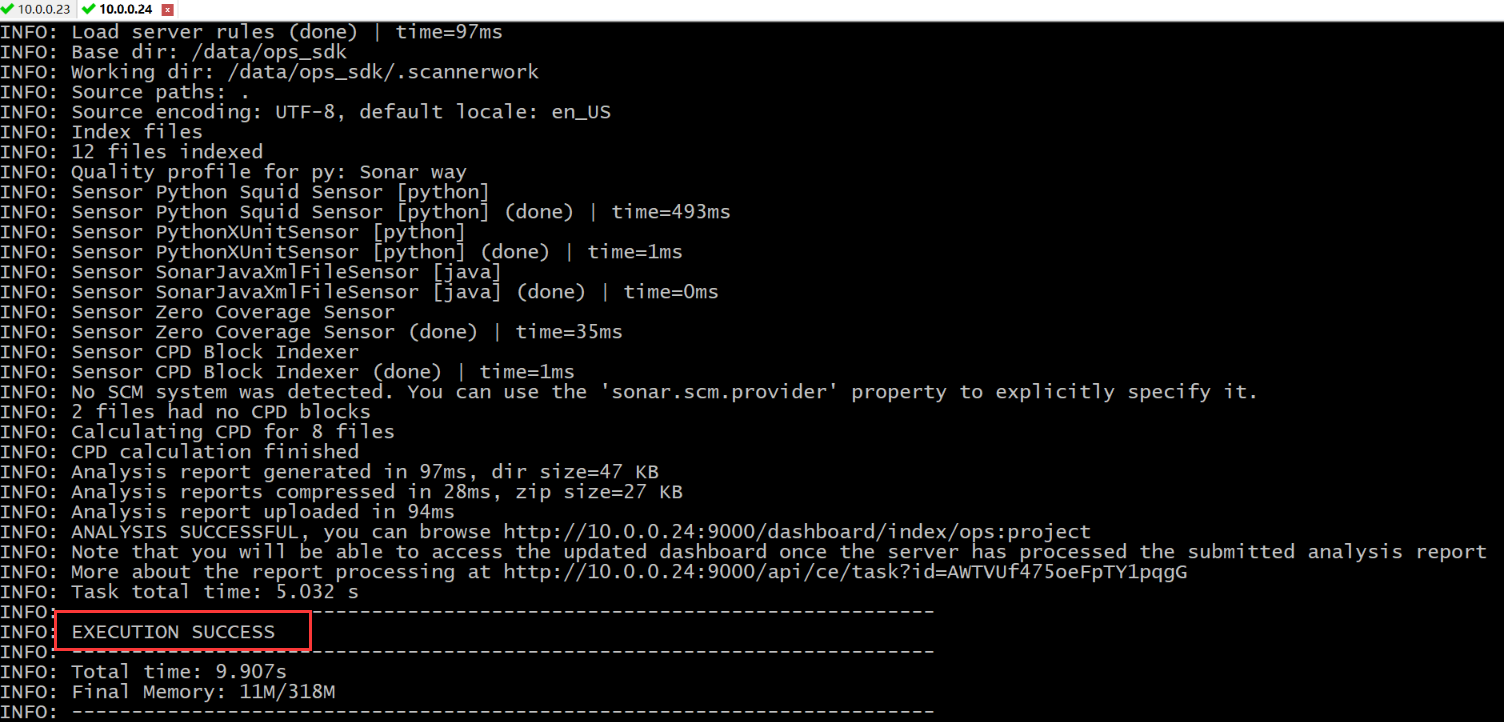 10.0.0.23 10.0.0.24
INFO: Load server rules (done) | time=97ms
INFO: Base dir: /data/ops_sdk
INFO: Working dir: /data/ops_sdk/.scannerwork
INFO: Source paths: .
INFO: Source encoding: UTF-8, default locale: en_US
INFO: Index files
INFO: 12 files indexed
INFO: Quality profile for py: Sonar way
INFO: Sensor Python Squid Sensor [python]
INFO: Sensor Python Squid Sensor [python] (done) | time=493ms
INFO: Sensor PythonXUnitSensor [python]
INFO: Sensor PythonXUnitSensor [python] (done) | time=1ms
INFO: Sensor SonarJavaXmlFileSensor [java]
INFO: Sensor SonarJavaXmlFileSensor [java] (done) | time=0ms
INFO: Sensor Zero Coverage Sensor
INFO: Sensor Zero Coverage Sensor (done) | time=35ms
INFO: Sensor CPD Block Indexer
INFO: Sensor CPD Block Indexer (done) | time=1ms
INFO: No SCM system was detected. You can use the 'sonar.scm.provider' property to explicitly specify it.
INFO: 2 files had no CPD blocks
INFO: Calculating CPD for 8 files
INFO: CPD calculation finished
INFO: Analysis report generated in 97ms, dir size=47 KB
INFO: Analysis reports compressed in 28ms, zip size=27 KB
INFO: Analysis report uploaded in 94ms
INFO: ANALYSIS SUCCESSFUL, you can browse http://10.0.0.24:9000/dashboard/index/ops:project
INFO: Note that you will be able to access the updated dashboard once the server has processed the submitted analysis report
INFO: More about the report processing at http://10.0.0.24:9000/api/ce/task?id=AWTVUf475oeFpTY1pqgG
INFO: Task total time: 5.032 s
INFO: ------------------------------------------------------------------------
INFO: EXECUTION SUCCESS
INFO: ------------------------------------------------------------------------
INFO: Total time: 9.907s
INFO: Final Memory: 11M/318M
INFO: ------------------------------------------------------------------------